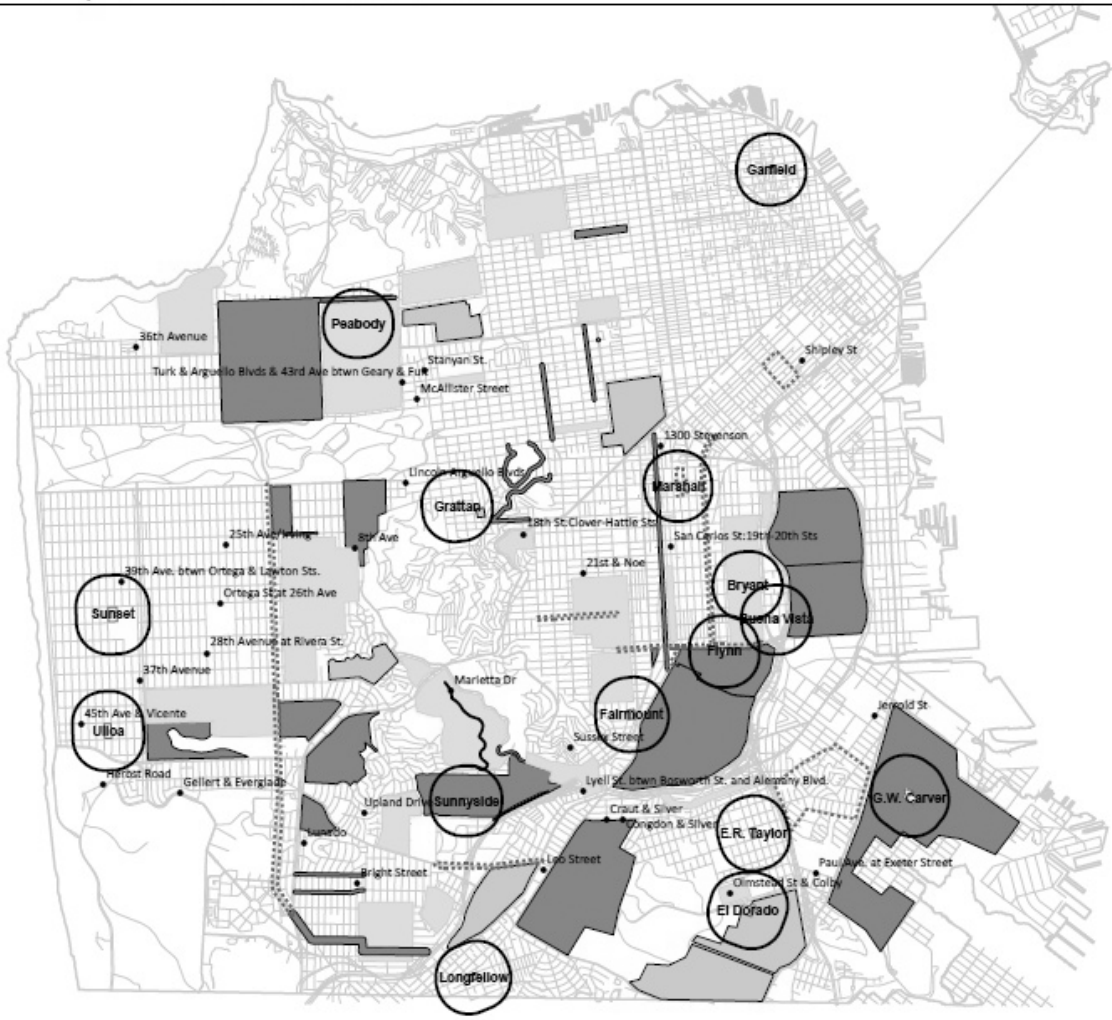 Garfield
Peabody
36th Avenue
Shipley St
Stanyan St.
Turk & Arguello Blvds & 43rd Ave btwn Geary & Fult
McAllister Street
1300 Stevenson
Lincoln Arguello Blvds
Marshall
Grattan
18th St:Clover-Hattie Sts
25th Ave/Irving
8th Ave
San Carlos St:19th-20th Sts
39th Ave. btwn Ortega & Lawton Sts.
21st & Noe
Bryant
Sunset
Ortega St at 26th Ave
Buena Vista
28th Avenue at Rivera St.
Flynn
37th Avenue
Marietta Dr
45th Ave & Vicente
Fairmount
Jerrold St
Ulloa
Sussex Street
Herbst Road
Gellert & Everglade
Lyell St. btwn Bosworth St. and Alemany Blvd.
Sunnyside
G.W. Carver
Upland Drive
Craut & Silver
Congdon & Silver
E.R. Taylor
Lunado
Leo Street
Paul Ave. at Exeter Street
Bright Street
Olmstead St & Colby
El Dorado
Longfellow